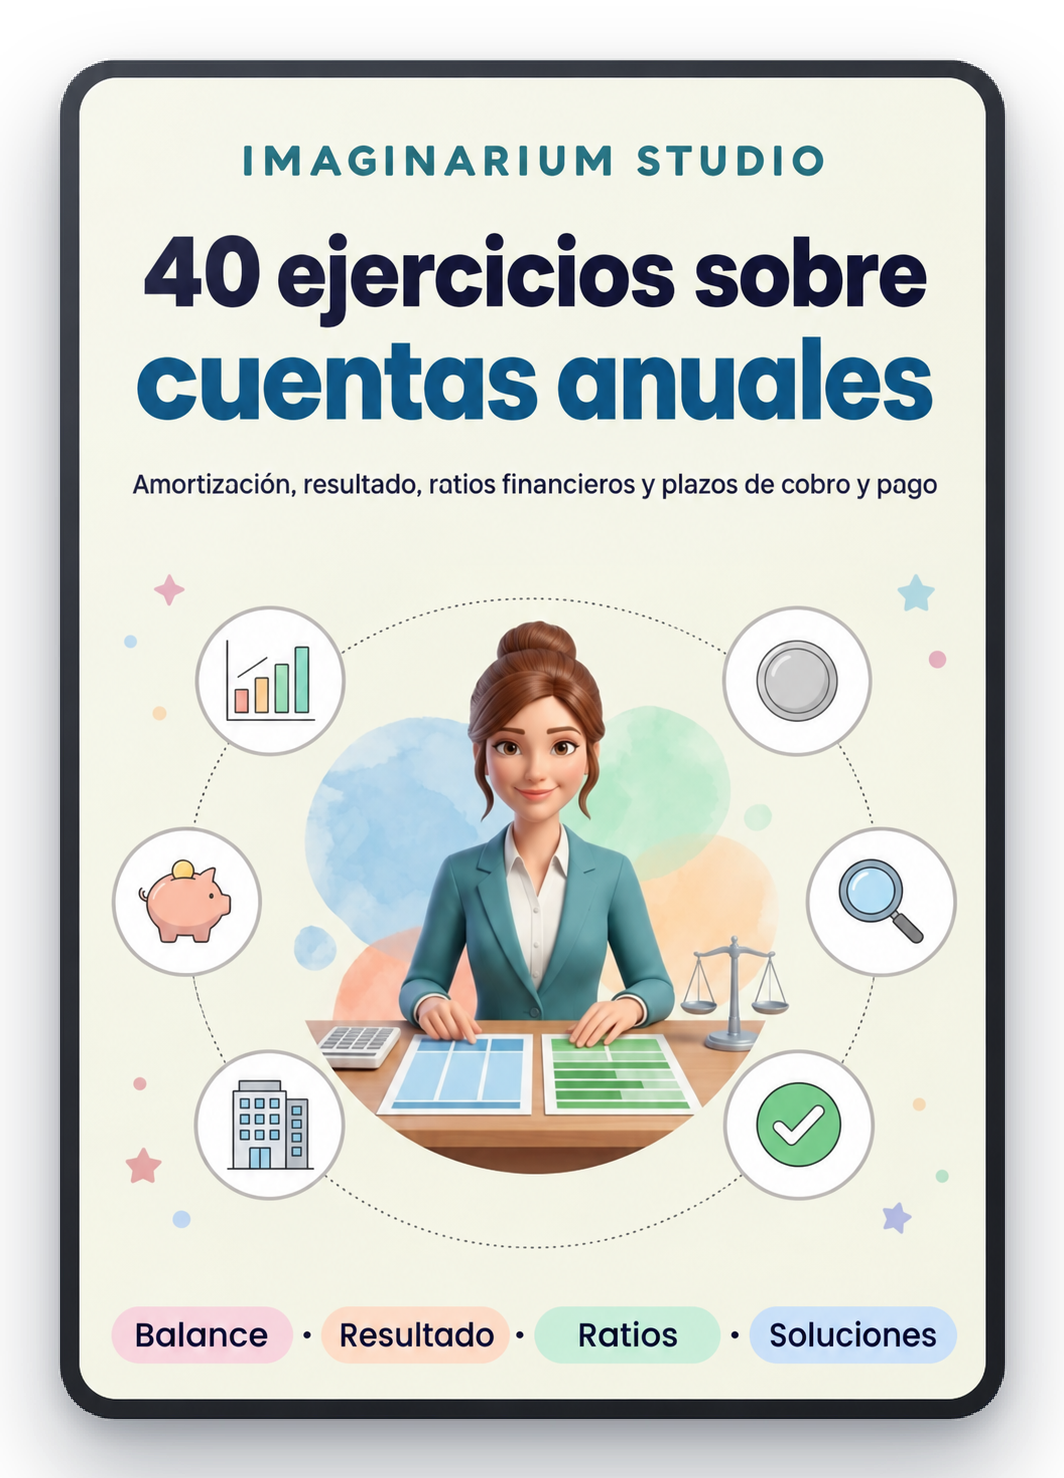 IMAGINARIUM STUDIO
40 ejercicios sobre
cuentas anuales
Amortización, resultado, ratios financieros y plazos de cobro y pago
Balance • Resultado • Ratios • Soluciones